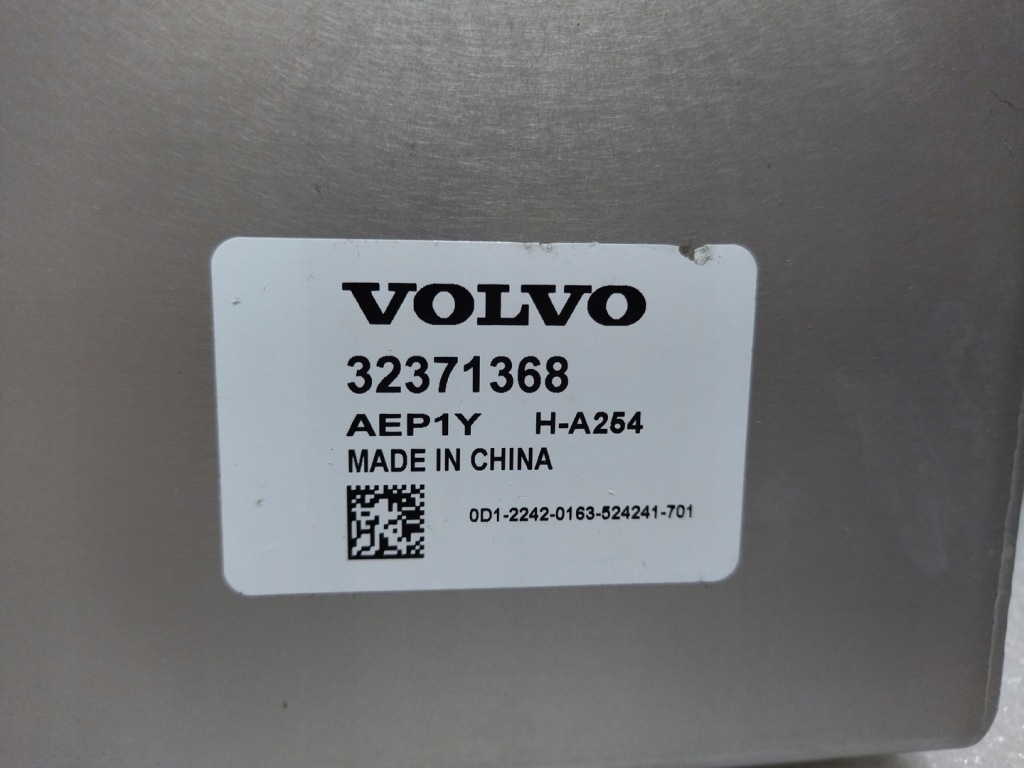 VOLVO
32371368
AEP1Y H-A254
MADE IN CHINA
0D1-2242-0163-524241-701